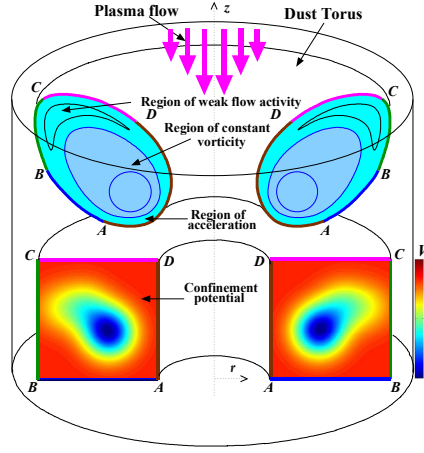 Plasma flow
z
Dust Torus
C
C
Region of weak flow activity
D
D
Region of constant
vorticity
B
B
Region of
acceleration
A
A
C
D
D
C
V
Confinement
potential
r
B
A
A
B